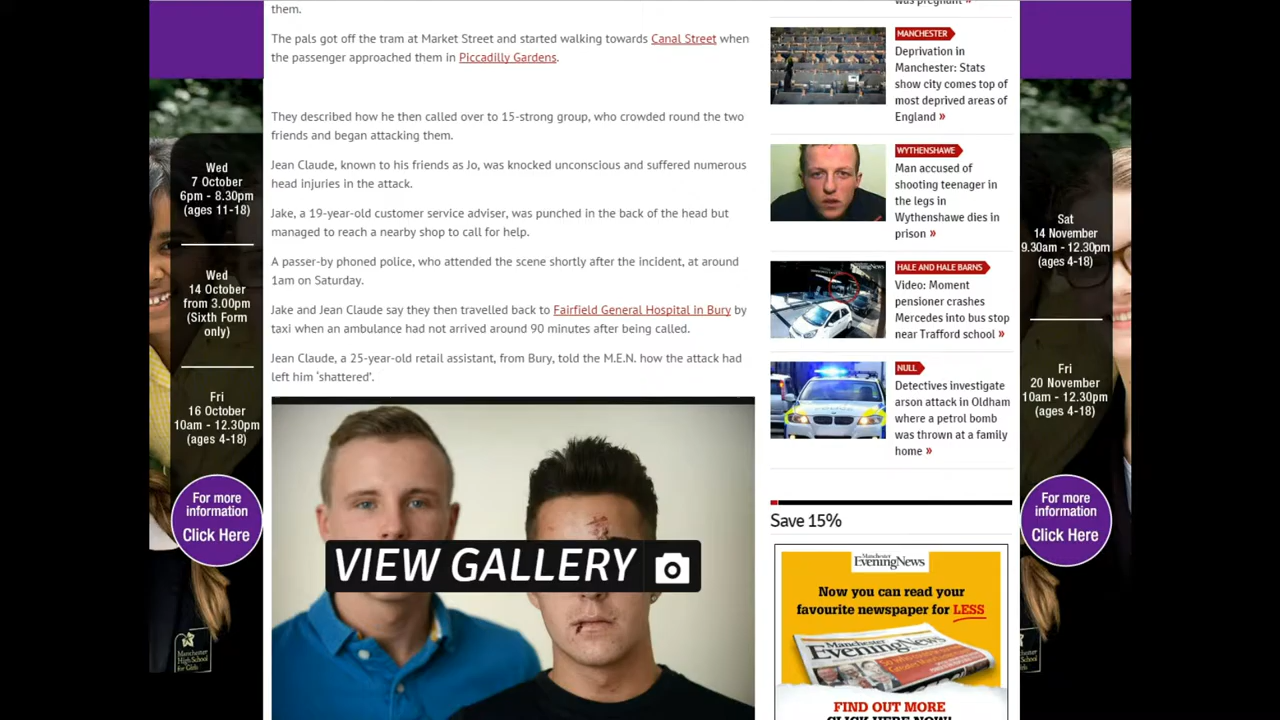 them.
The pals got off the tram at Market Street and started walking towards Canal Street when
the passenger approached them in Piccadilly Gardens.
They described how he then called over to 15-strong group, who crowded round the two
friends and began attacking them.
Jean Claude, known to his friends as Jo, was knocked unconscious and suffered numerous
head injuries in the attack.
Jake, a 19-year-old customer service adviser, was punched in the back of the head but
managed to reach a nearby shop to call for help.
A passer-by phoned police, who attended the scene shortly after the incident, at around
1am on Saturday.
Jake and Jean Claude say they then travelled back to Fairfield General Hospital in Bury by
taxi when an ambulance had not arrived around 90 minutes after being called.
Jean Claude, a 25-year-old retail assistant, from Bury, told the M.E.N. how the attack had
left him ‘shattered’.
VIEW GALLERY
was pregnant »
MANCHESTER
Deprivation in
Manchester: Stats
show city comes top of
most deprived areas of
England »
WYTHENSHAWE
Man accused of
shooting teenager in
the legs in
Wythenshawe dies in
prison »
HALE AND HALE BARNS
Video: Moment
pensioner crashes
Mercedes into bus stop
near Trafford school »
NULL
Detectives investigate
arson attack in Oldham
where a petrol bomb
was thrown at a family
home »
Save 15%
Manchester
Evening News
Now you can read your
favourite newspaper for LESS
Manchester
Evening News
FIND OUT MORE
CLICK HERE NOW!
Wed
7 October
6pm - 8.30pm
(ages 11-18)
Wed
14 October
from 3.00pm
(Sixth Form
only)
Fri
16 October
10am - 12.30pm
(ages 4-18)
For more
information
Click Here
Manchester
High School
for Girls
Sat
14 November
9.30am - 12.30pm
(ages 4-18)
Fri
20 November
10am - 12.30pm
(ages 4-18)
For more
information
Click Here